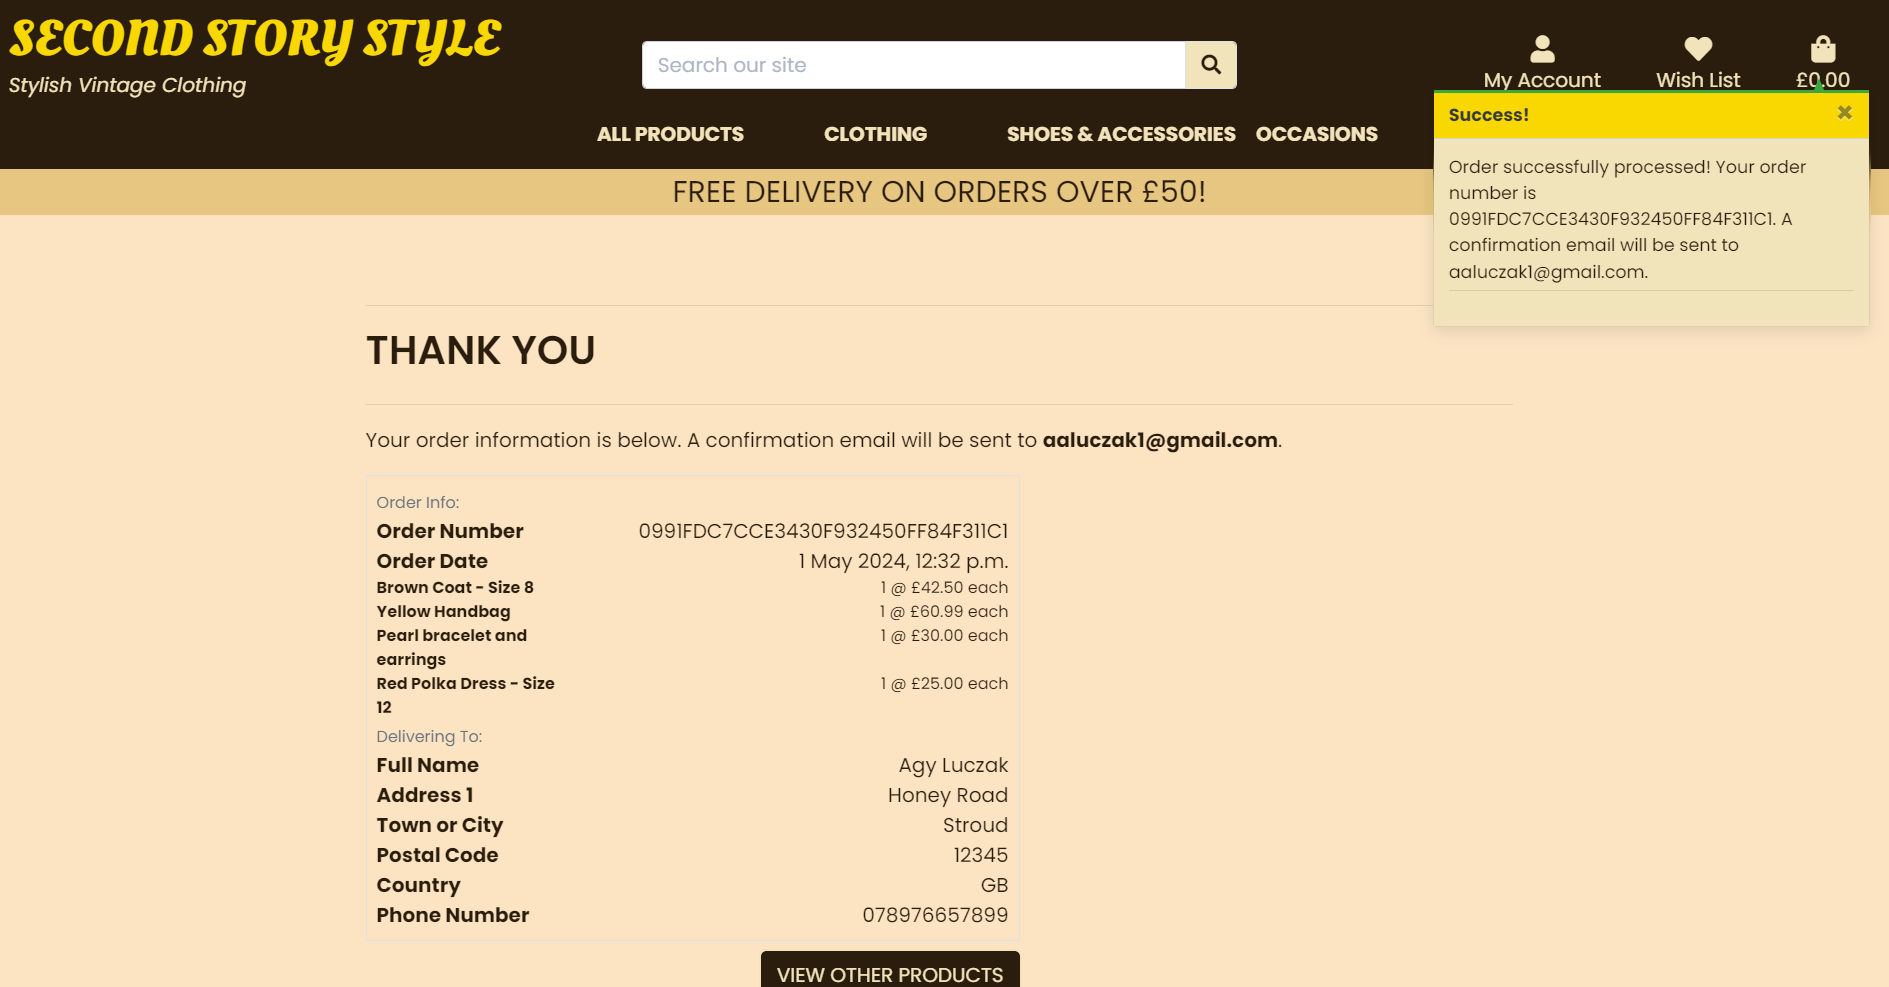 SECOND STORY STYLE
Stylish Vintage Clothing
Search our site
My Account
Wish List
£0.00
ALL PRODUCTS
CLOTHING
SHOES & ACCESSORIES
OCCASIONS
FREE DELIVERY ON ORDERS OVER £50!
Success!
Order successfully processed! Your order
number is
0991FDC7CCE3430F932450FF84F311C1. A
confirmation email will be sent to
aaluczak1@gmail.com.
THANK YOU
Your order information is below. A confirmation email will be sent to aaluczak1@gmail.com.
Order Info:
Order Number 0991FDC7CCE3430F932450FF84F311C1
Order Date 1 May 2024, 12:32 p.m.
Brown Coat - Size 8 1 @ £42.50 each
Yellow Handbag 1 @ £60.99 each
Pearl bracelet and 1 @ £30.00 each
earrings
Red Polka Dress - Size 1 @ £25.00 each
12
Delivering To:
Full Name Agy Luczak
Address 1 Honey Road
Town or City Stroud
Postal Code 12345
Country GB
Phone Number 078976657899
VIEW OTHER PRODUCTS